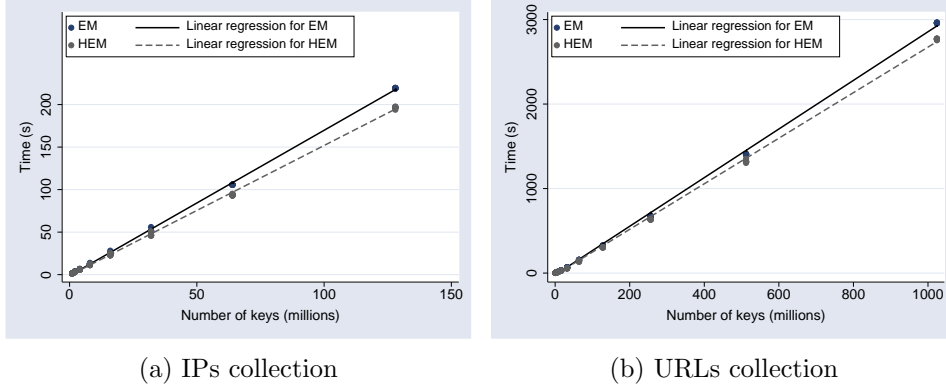 EM Linear regression for EM
HEM Linear regression for HEM
Time (s)
200
150
100
50
0
0 50 100 150
Number of keys (millions)
(a) IPs collection
EM Linear regression for EM
HEM Linear regression for HEM
Time (s)
3000
2000
1000
0
0 200 400 600 800 1000
Number of keys (millions)
(b) URLs collection